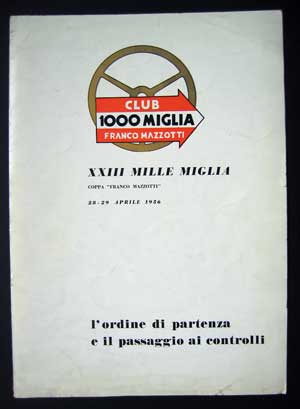 CLUB
1000 MIGLIA
FRANCO MAZZOTTI
XXIII MILLE MIGLIA
COPPA "FRANCO MAZZOTTI"
28-29 APRILE 1956
l'ordine di partenza
e il passaggio ai controlli